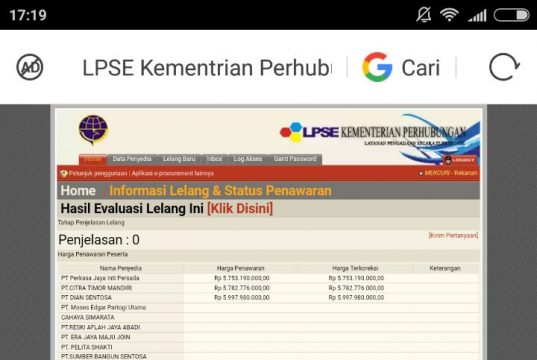 17:19
AD
LPSE Kementrian Perhubu
Cari
LPSE KEMENTERIAN PERHUBUNGAN
LAYANAN PENGADAAN SECARA ELEKTRONIK
Home Data Penyedia Lelang Baru Inbox Log Akses Ganti Password LOGOUT
Petunjuk penggunaan | Aplikasi e-procurement lainnya MERCURI - Rekanan
Home Informasi Lelang & Status Penawaran
Hasil Evaluasi Lelang Ini [Klik Disini]
Tahap Penjelasan Lelang
Penjelasan : 0
[Kirim Pertanyaan]
Harga Penawaran Peserta
Nama Penyedia Harga Penawaran Harga Terkoreksi Keterangan
PT Perkasa Jaya Inti Persada Rp 5.753.190.000,00 Rp 5.753.190.000,00
PT.CITRA TIMOR MANDIRI Rp 5.782.776.000,00 Rp 5.782.776.000,00
PT DIAN SENTOSA Rp 5.997.980.000,00 Rp 5.997.980.000,00
PT. Moses Edgar Partogi Utama
CAHAYA SIMARATA
PT.RESKI AFLAH JAYA ABADI
PT. ERA JAYA MAJU JOIN
PT. PELITA SHAKTI
PT.SUMBER BANGUN SENTOSA